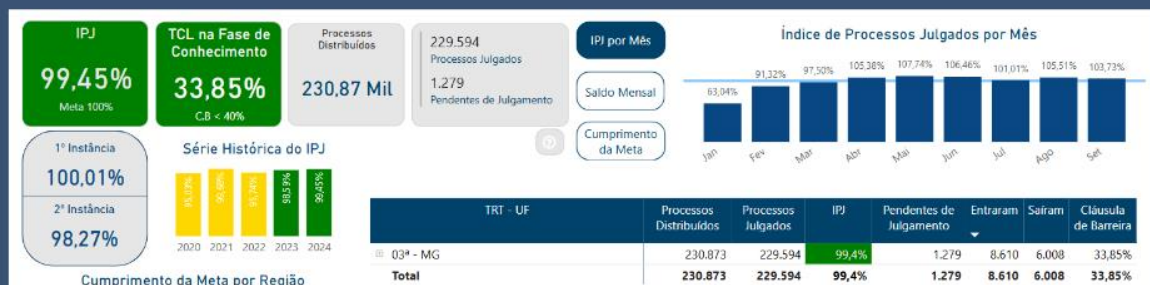 IPJ
99,45%
Meta 100%
TCL na Fase de
Conhecimento
33,85%
C.B < 40%
Processos
Distribuídos
230,87 Mil
229.594
Processos Julgados
1.279
Pendentes de Julgamento
IPJ por Mês
Saldo Mensal
Cumprimento
da Meta
Índice de Processos Julgados por Mês
63,04% 91,32% 97,50% 105,38% 107,74% 106,46% 101,01% 105,51% 103,73%
Jan Fev Mar Abr Mai Jun Jul Ago Set
1º Instância
100,01%
2º Instância
98,27%
Série Histórica do IPJ
98,59% 99,45%
2020 2021 2022 2023 2024
Cumprimento da Meta por Região
TRT - UF Processos Distribuídos Processos Julgados IPJ Pendentes de Julgamento Entraram Saíram Cláusula de Barreira
03ª - MG 230.873 229.594 99,4% 1.279 8.610 6.008 33,85%
Total 230.873 229.594 99,4% 1.279 8.610 6.008 33,85%